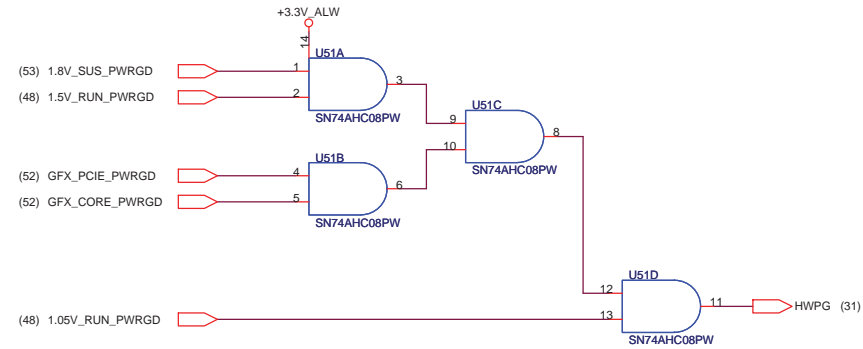 +3.3V_ALW
14
U51A
(53) 1.8V_SUS_PWRGD
1
3
(48) 1.5V_RUN_PWRGD
2
SN74AHC08PW
U51C
9
8
10
SN74AHC08PW
U51B
(52) GFX_PCIE_PWRGD
4
6
(52) GFX_CORE_PWRGD
5
SN74AHC08PW
U51D
12
11
HWPG (31)
(48) 1.05V_RUN_PWRGD
13
SN74AHC08PW